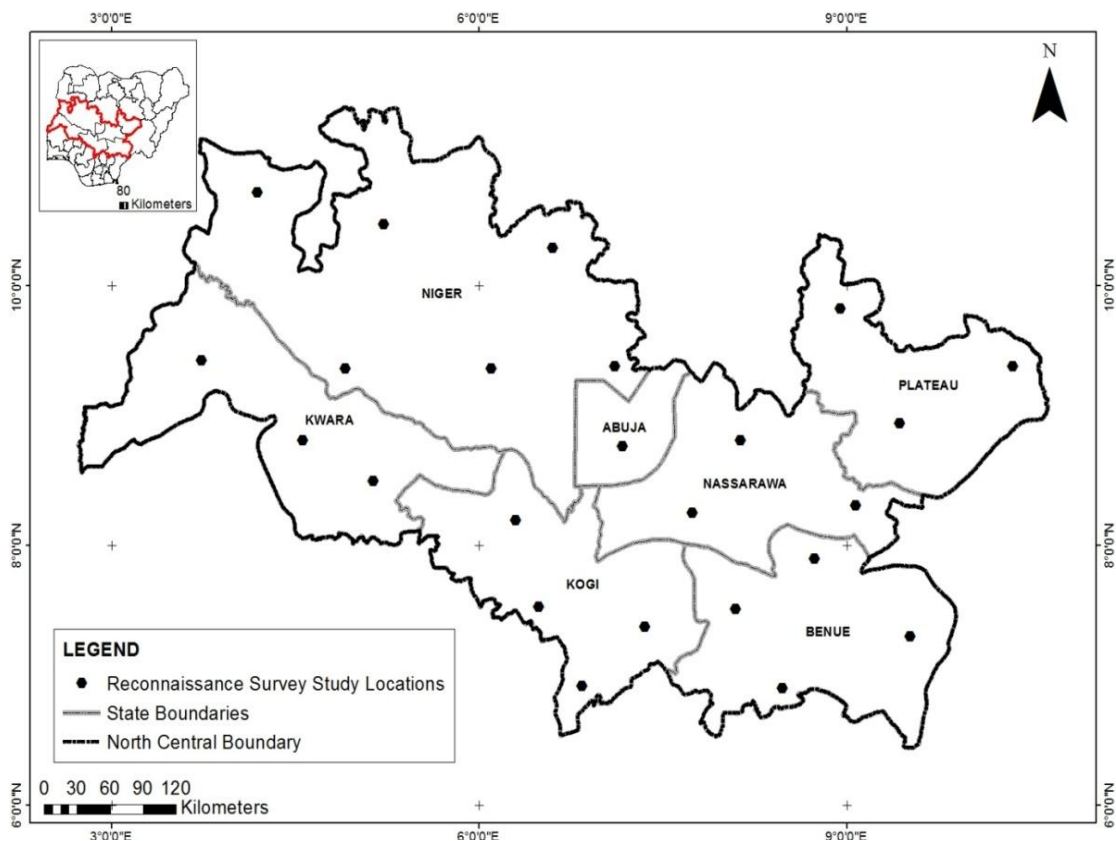 3°0'0"E
6°0'0"E
9°0'0"E
N
80
Kilometers
10°0'0"N
10°0'0"N
NIGER
PLATEAU
KWARA
ABUJA
NASSARAWA
8°0'0"N
8°0'0"N
KOGI
BENUE
LEGEND
Reconnaissance Survey Study Locations
State Boundaries
North Central Boundary
0 30 60 90 120
Kilometers
6°0'0"N
6°0'0"N
3°0'0"E
6°0'0"E
9°0'0"E